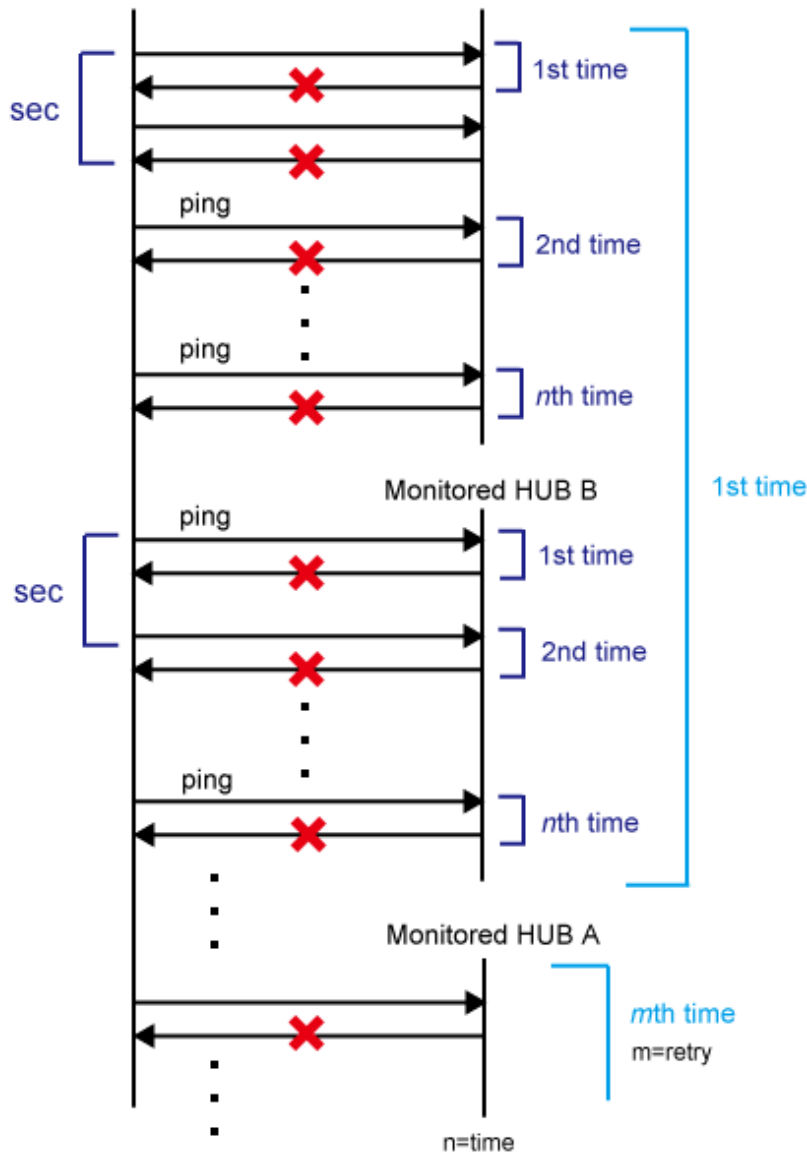 1st time
sec
ping
2nd time
ping
nth time
Monitored HUB B
1st time
ping
1st time
sec
2nd time
ping
nth time
Monitored HUB A
mth time
m=retry
n=time